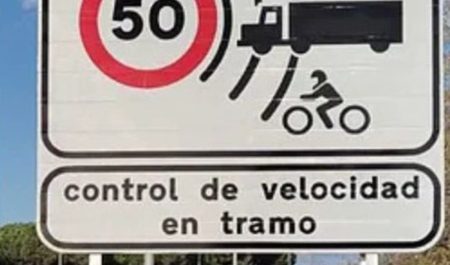 50
control de velocidad
en tramo